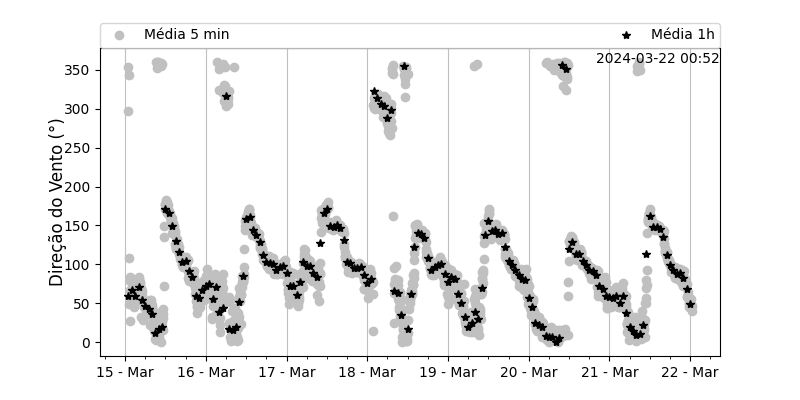 Média 5 min
Média 1h
2024-03-22 00:52
Direção do Vento (°)
350
300
250
200
150
100
50
0
15 - Mar
16 - Mar
17 - Mar
18 - Mar
19 - Mar
20 - Mar
21 - Mar
22 - Mar